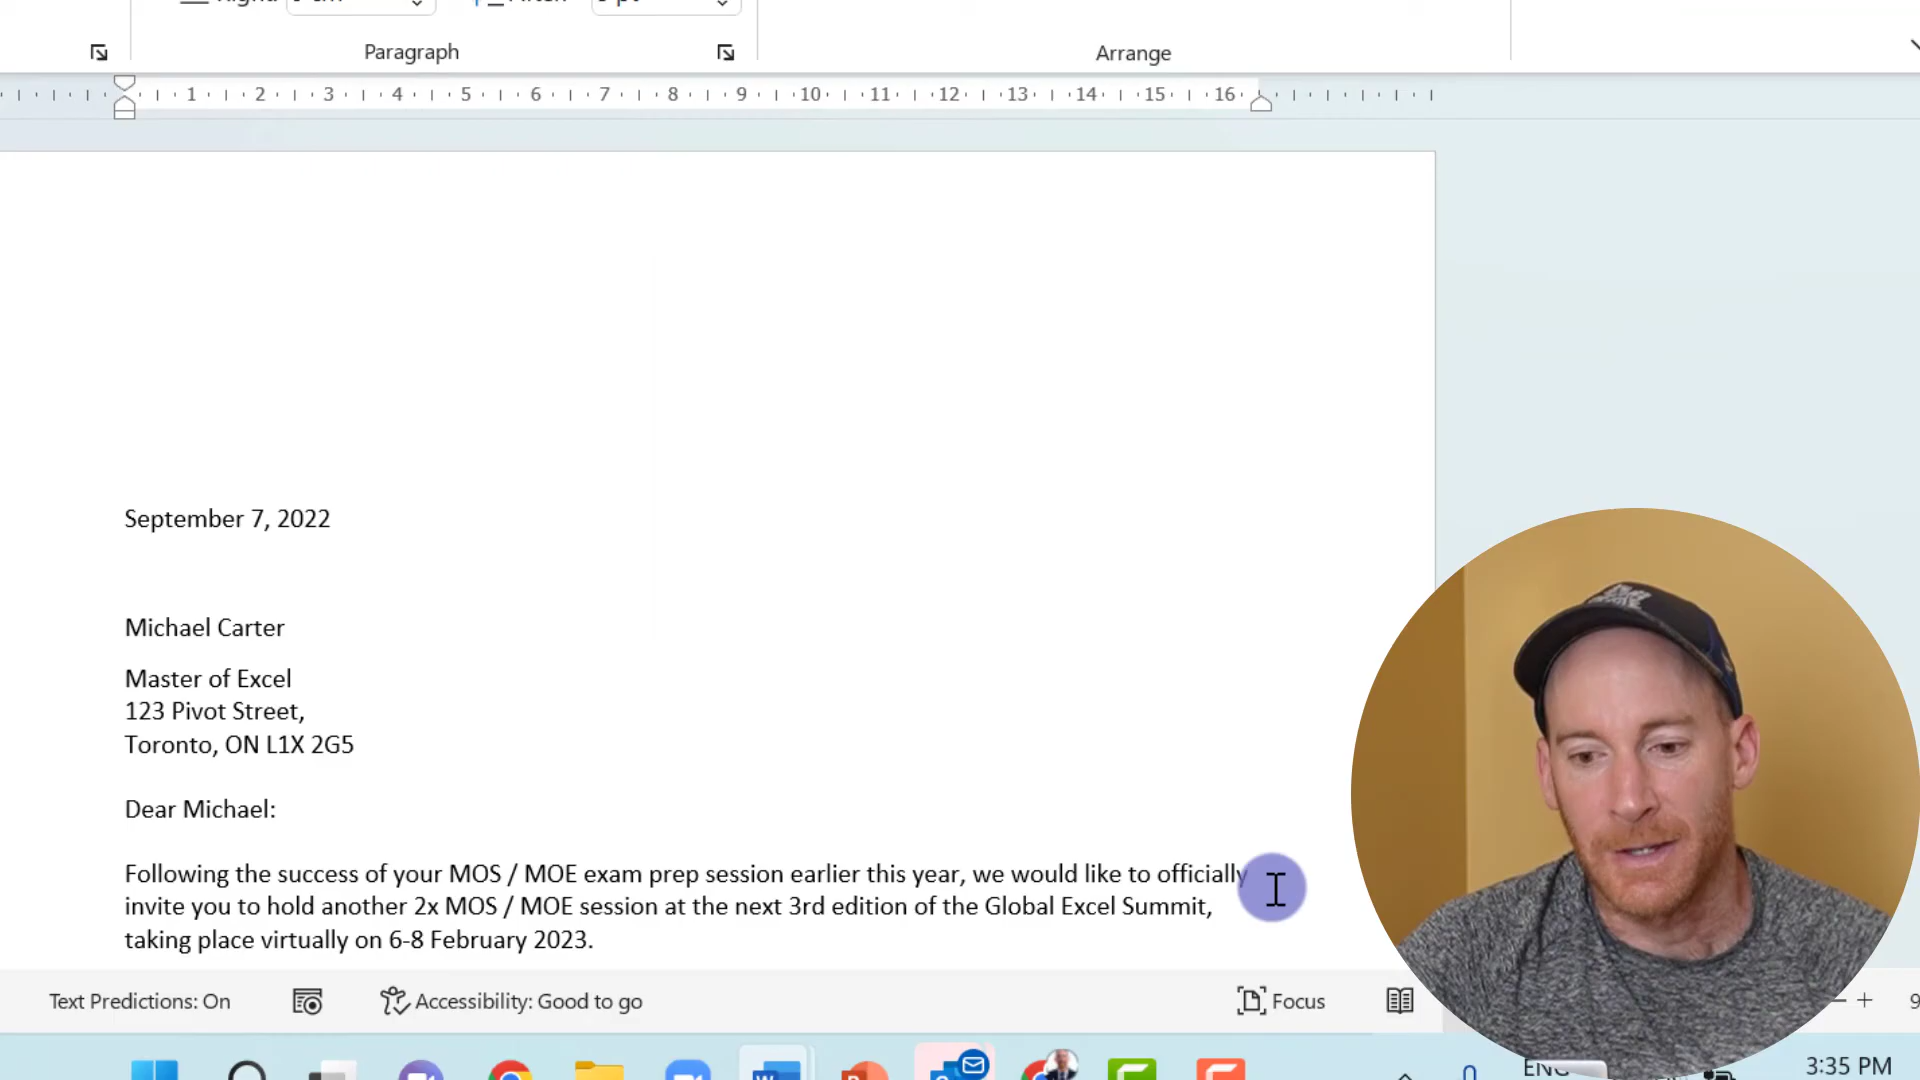 Paragraph
Arrange
1 2 3 4 5 6 7 8 9 10 11 12 13 14 15 16
September 7, 2022
Michael Carter
Master of Excel
123 Pivot Street,
Toronto, ON L1X 2G5
Dear Michael:
Following the success of your MOS / MOE exam prep session earlier this year, we would like to officially
invite you to hold another 2x MOS / MOE session at the next 3rd edition of the Global Excel Summit,
taking place virtually on 6-8 February 2023.
Text Predictions: On
Accessibility: Good to go
Focus
ENG
3:35 PM